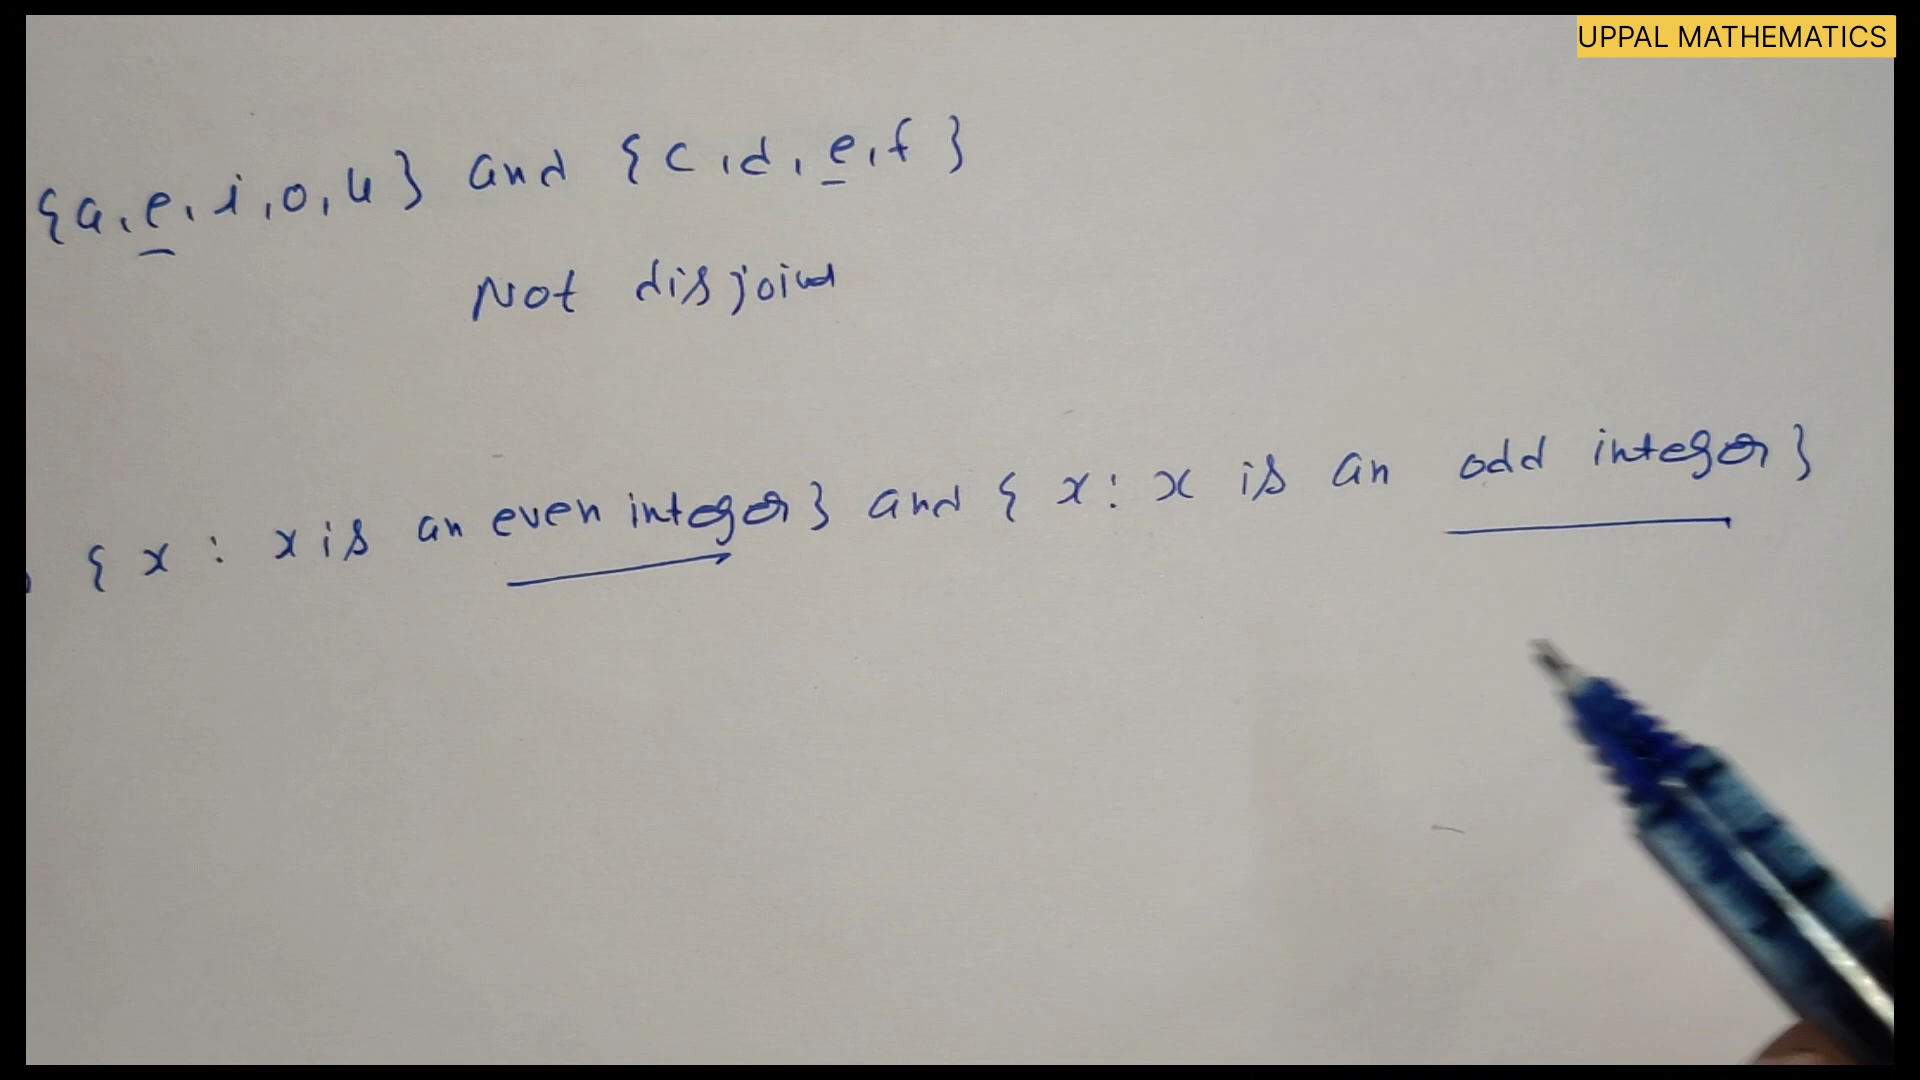 UPPAL MATHEMATICS
{a, e, i, o, u} and {c, d, e, f}
Not disjoint
{x : x is an even integer} and {x : x is an odd integer}